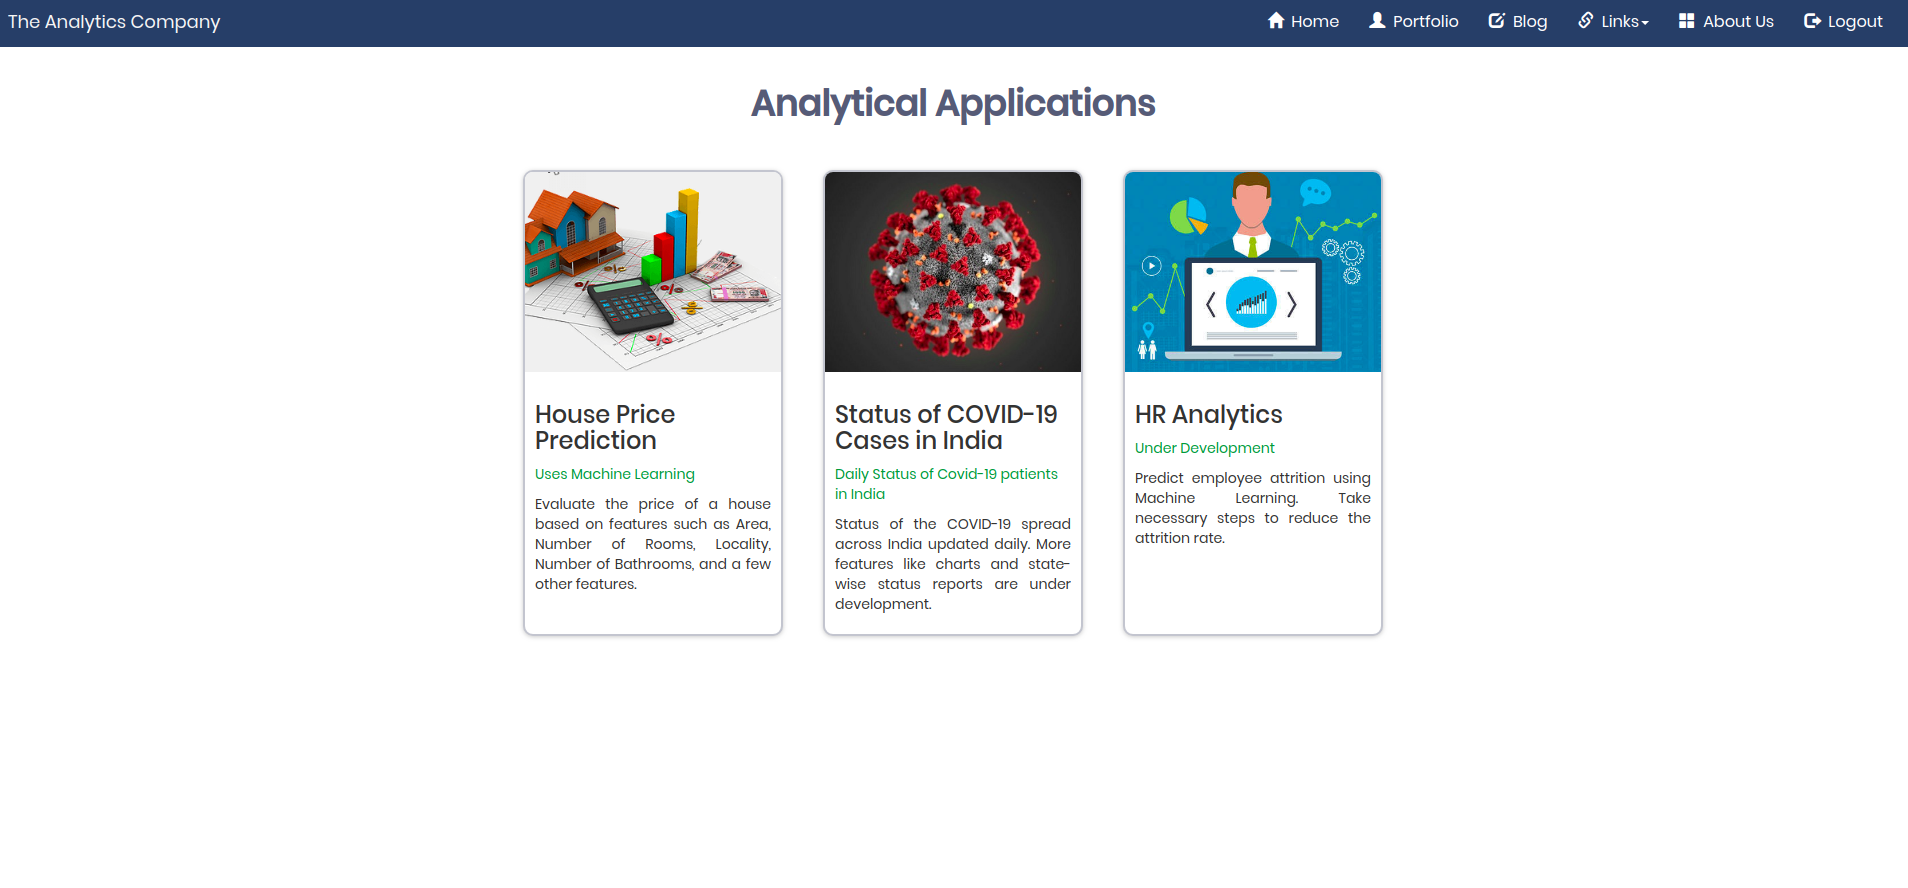 The Analytics Company
Home Portfolio Blog Links About Us Logout
Analytical Applications
House Price
Prediction
Uses Machine Learning
Evaluate the price of a house
based on features such as Area,
Number of Rooms, Locality,
Number of Bathrooms, and a few
other features.
Status of COVID-19
Cases in India
Daily Status of Covid-19 patients
in India
Status of the COVID-19 spread
across India updated daily. More
features like charts and state-
wise status reports are under
development.
HR Analytics
Under Development
Predict employee attrition using
Machine Learning. Take
necessary steps to reduce the
attrition rate.